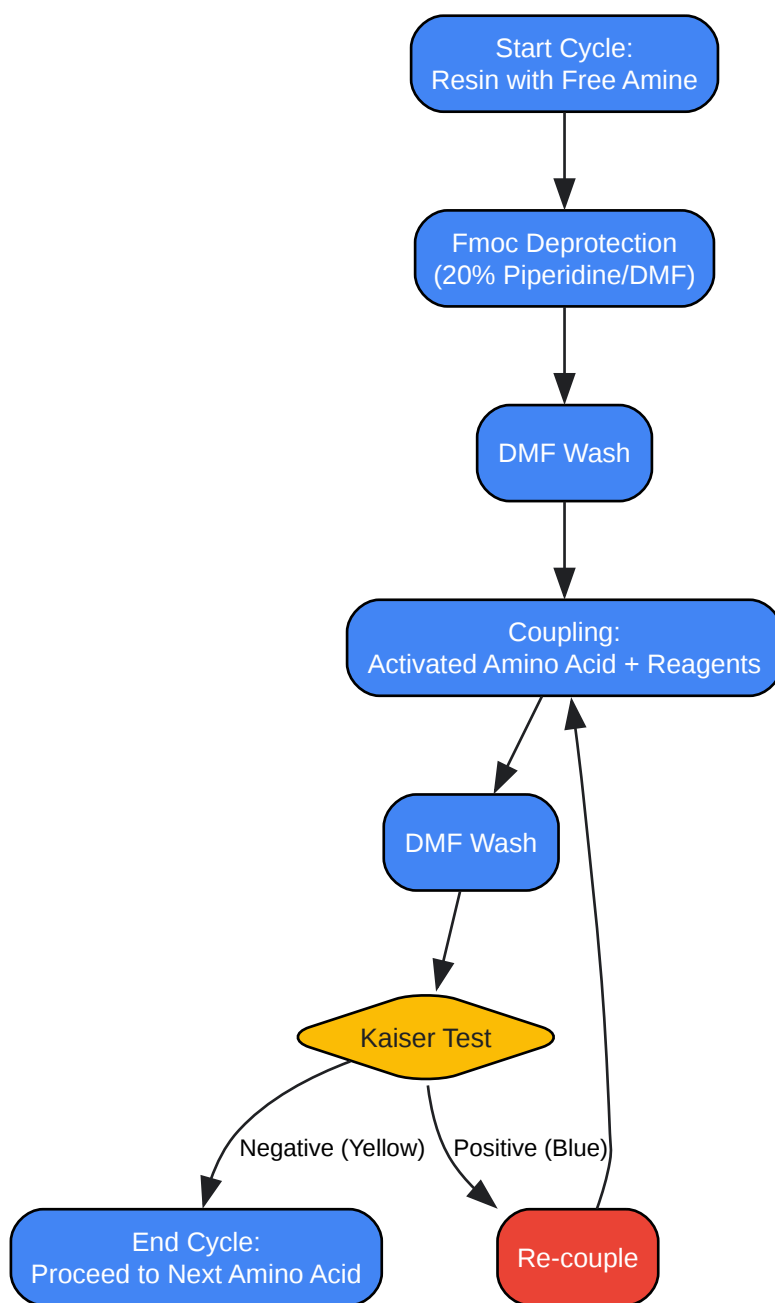 Start Cycle:
Resin with Free Amine
Fmoc Deprotection
(20% Piperidine/DMF)
DMF Wash
Coupling:
Activated Amino Acid + Reagents
DMF Wash
Kaiser Test
Negative (Yellow)
Positive (Blue)
End Cycle:
Proceed to Next Amino Acid
Re-couple